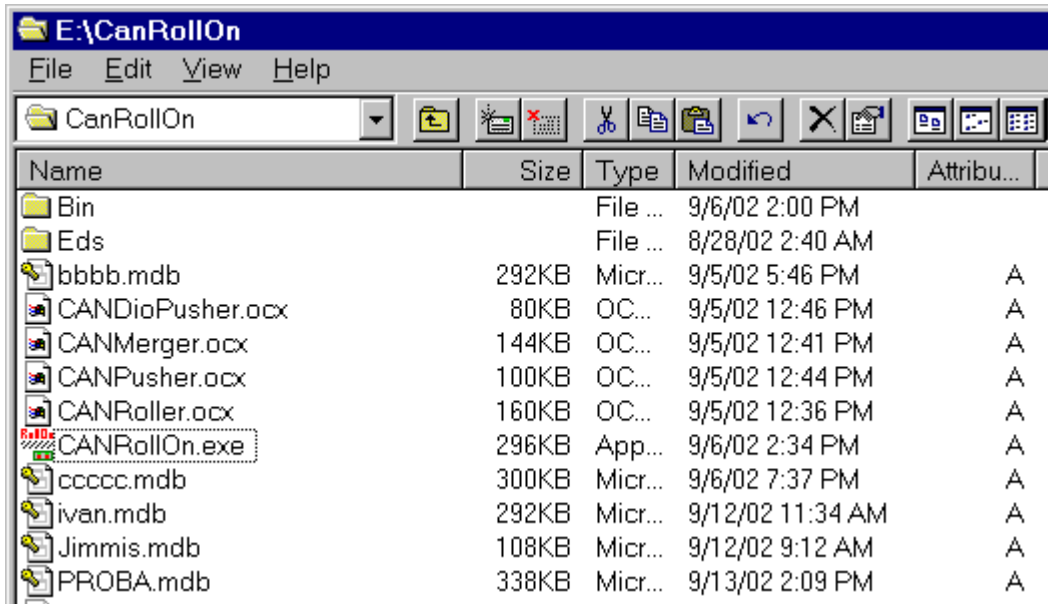 E:\CanRollOn
File Edit View Help
CanRollOn
Name Size Type Modified Attribu...
Bin File ... 9/6/02 2:00 PM
Eds File ... 8/28/02 2:40 AM
bbbb.mdb 292KB Micr... 9/5/02 5:46 PM A
CANDioPusher.ocx 80KB OC... 9/5/02 12:46 PM A
CANMerger.ocx 144KB OC... 9/5/02 12:41 PM A
CANPusher.ocx 100KB OC... 9/5/02 12:44 PM A
CANRoller.ocx 160KB OC... 9/5/02 12:36 PM A
CANRollOn.exe 296KB App... 9/6/02 2:34 PM A
ccccc.mdb 300KB Micr... 9/6/02 7:37 PM A
ivan.mdb 292KB Micr... 9/12/02 11:34 AM A
Jimmis.mdb 108KB Micr... 9/12/02 9:12 AM A
PROBA.mdb 338KB Micr... 9/13/02 2:09 PM A